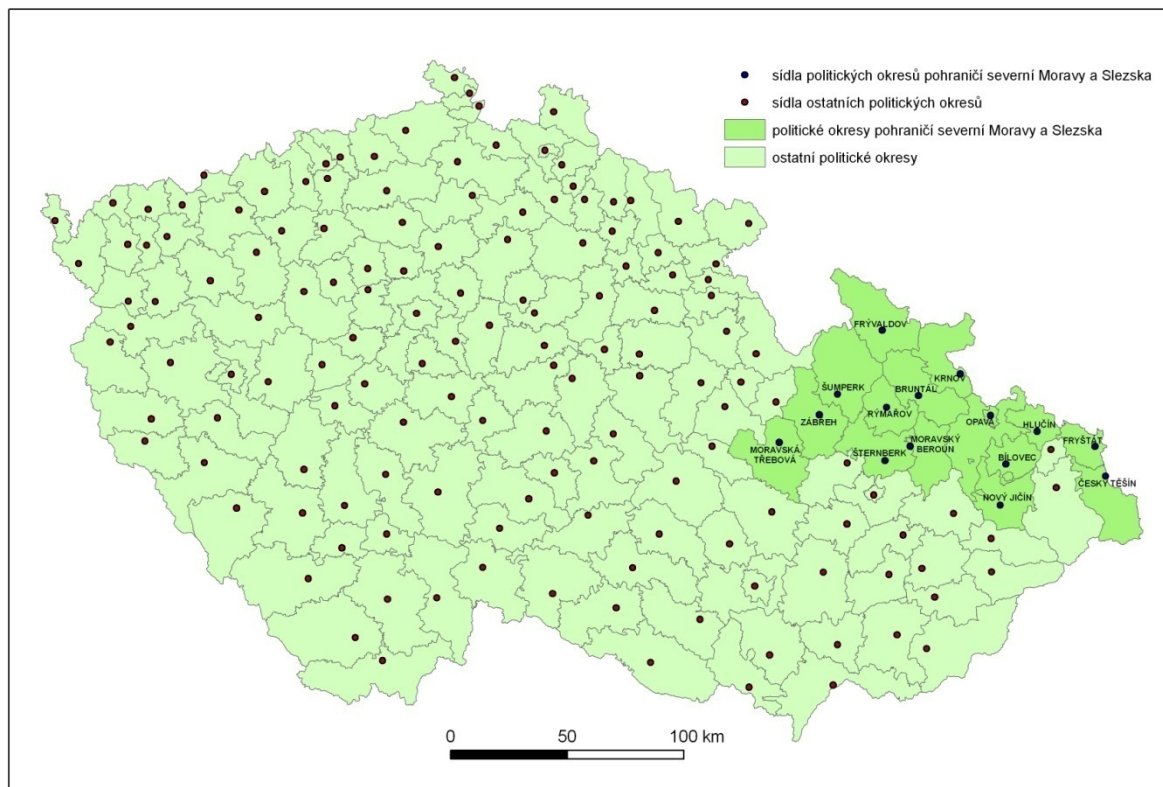 sídla politických okresů pohraničí severní Moravy a Slezska
sídla ostatních politických okresů
politické okresy pohraničí severní Moravy a Slezska
ostatní politické okresy
FRÝVALDOV
KRNOV
ŠUMPERK
BRUNTÁL
RÝMAŘOV
ZÁBREH
OPAVA
HLUČÍN
MORAVSKÁ
TŘEBOVÁ
MORAVSKÝ
BEROUN
FRYŠTÁT
ŠTERNBERK
BÍLOVEC
ČESKÝ TĚŠÍN
NOVÝ JIČÍN
0 50 100 km